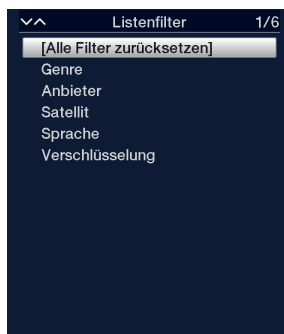 Listenfilter 1/6
[Alle Filter zurücksetzen]
Genre
Anbieter
Satellit
Sprache
Verschlüsselung